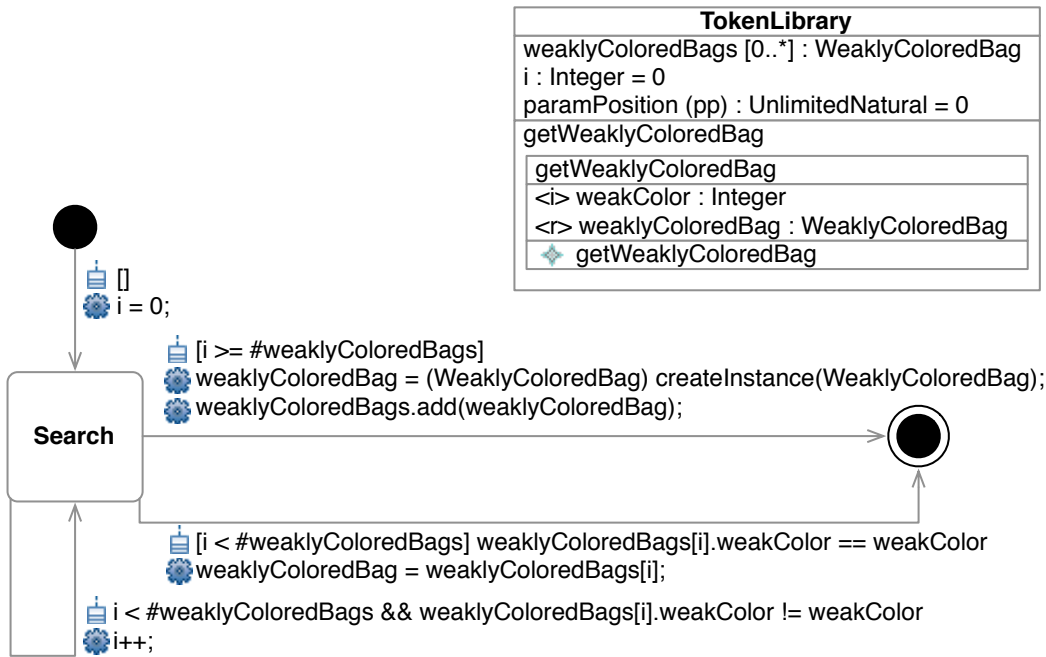 TokenLibrary
weaklyColoredBags [0..*] : WeaklyColoredBag
i : Integer = 0
paramPosition (pp) : UnlimitedNatural = 0
getWeaklyColoredBag
getWeaklyColoredBag
<i> weakColor : Integer
<r> weaklyColoredBag : WeaklyColoredBag
getWeaklyColoredBag
[]
i = 0;
[i >= #weaklyColoredBags]
weaklyColoredBag = (WeaklyColoredBag) createInstance(WeaklyColoredBag);
weaklyColoredBags.add(weaklyColoredBag);
Search
[i < #weaklyColoredBags] weaklyColoredBags[i].weakColor == weakColor
weaklyColoredBag = weaklyColoredBags[i];
i < #weaklyColoredBags && weaklyColoredBags[i].weakColor != weakColor
i++;